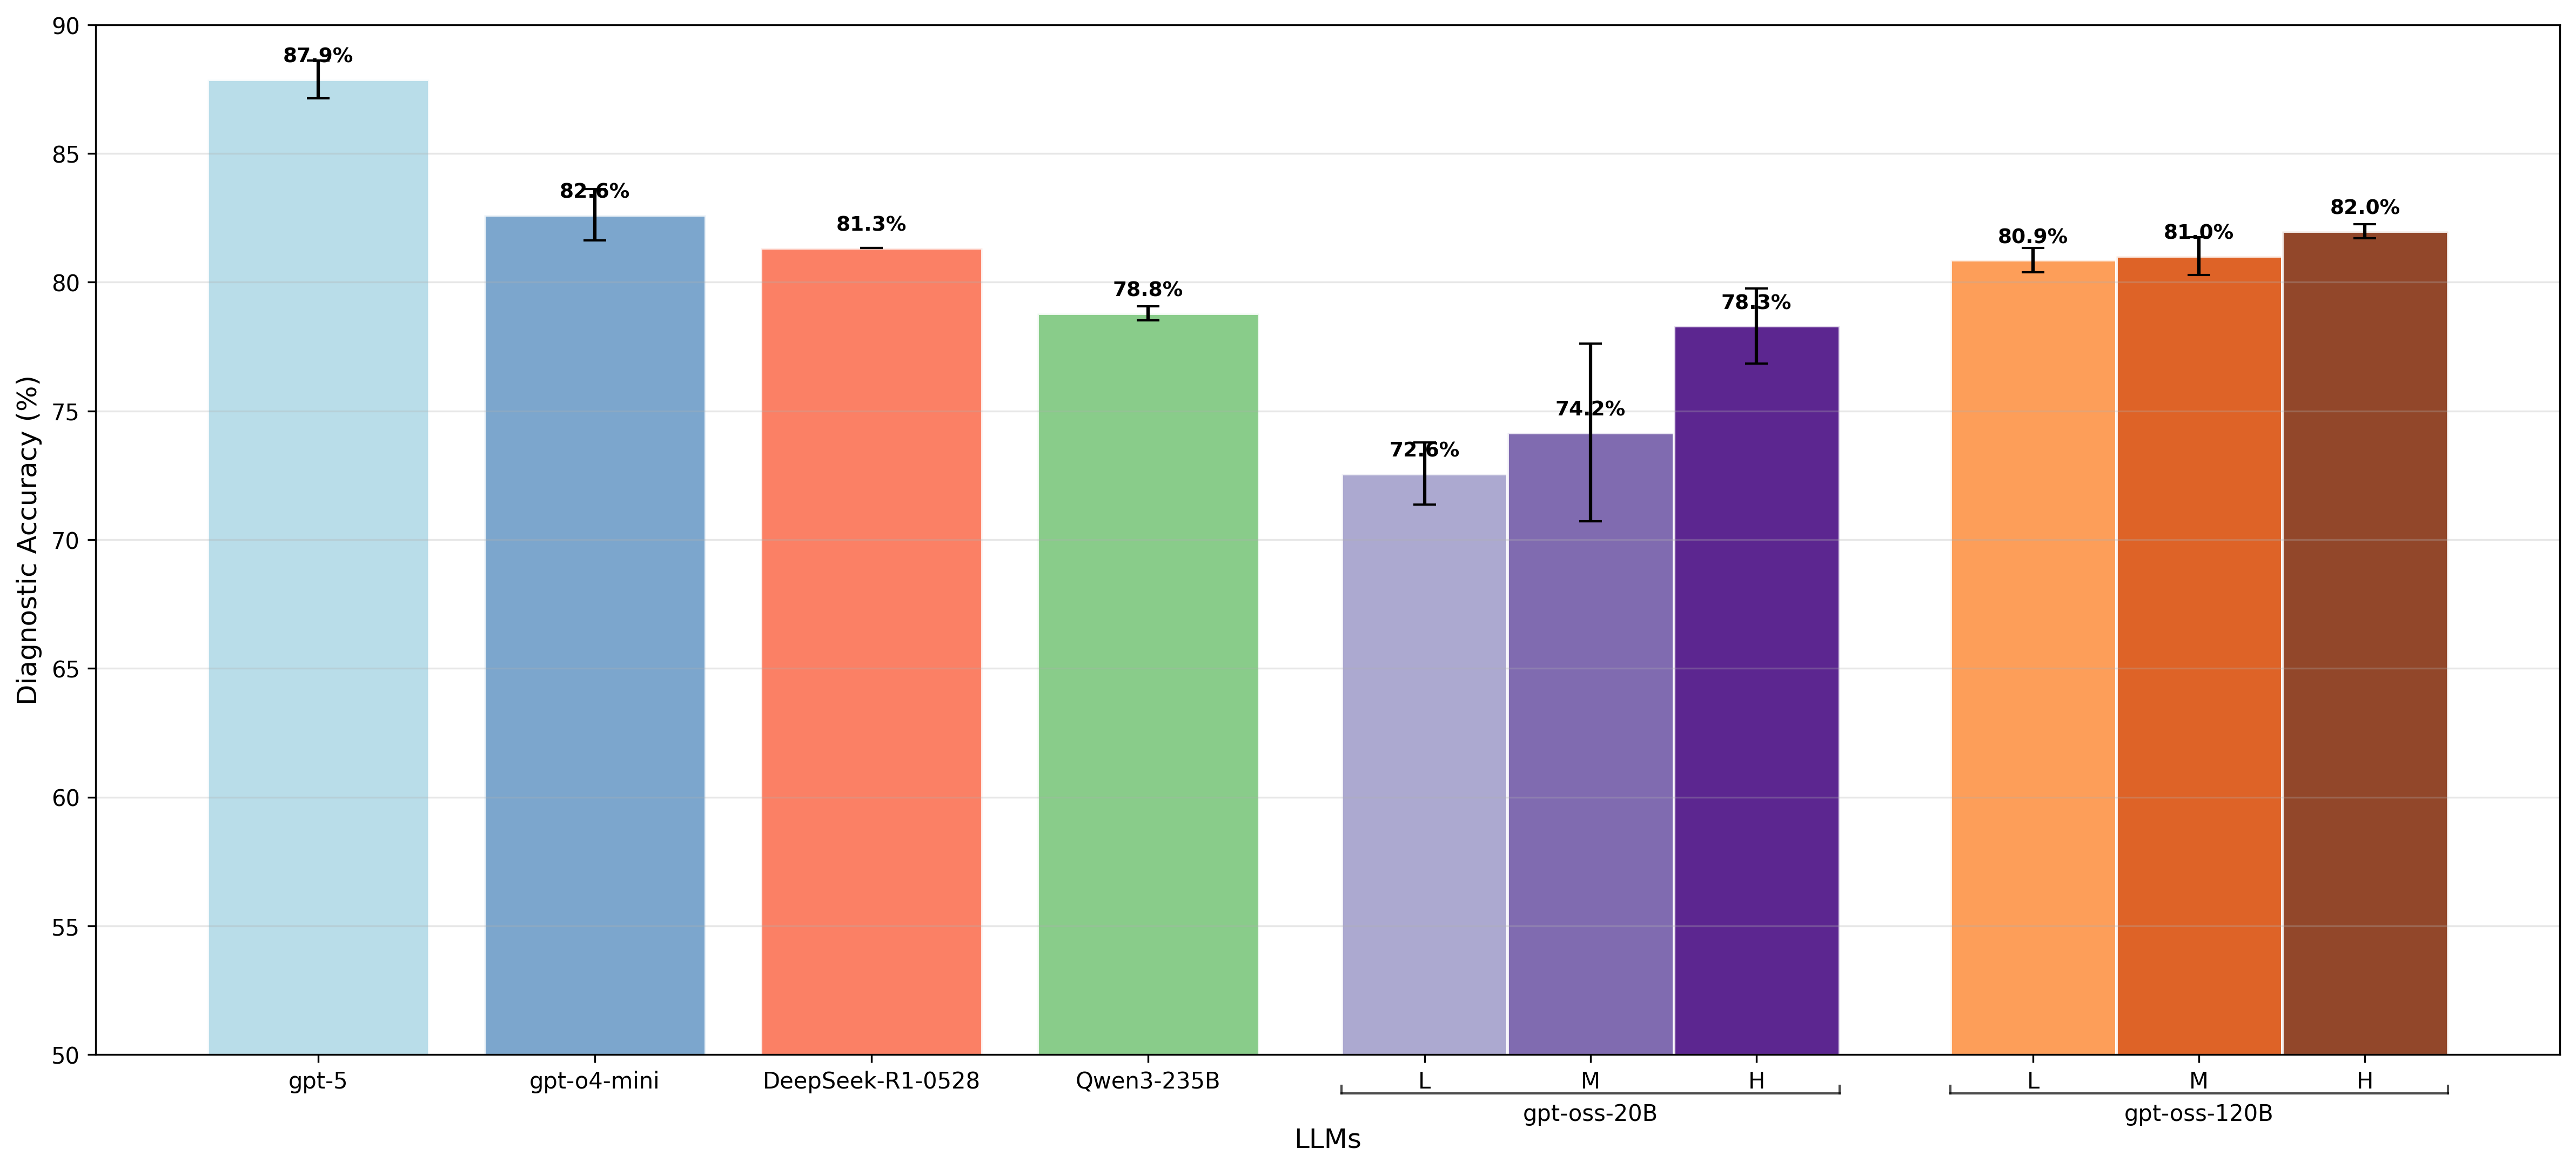 Diagnostic Accuracy (%)
90
85
80
75
70
65
60
55
50
87.9%
82.6%
81.3%
78.8%
72.6%
74.2%
78.3%
80.9%
81.0%
82.0%
gpt-5
gpt-o4-mini
DeepSeek-R1-0528
Qwen3-235B
L M H
gpt-oss-20B
L M H
gpt-oss-120B
LLMs